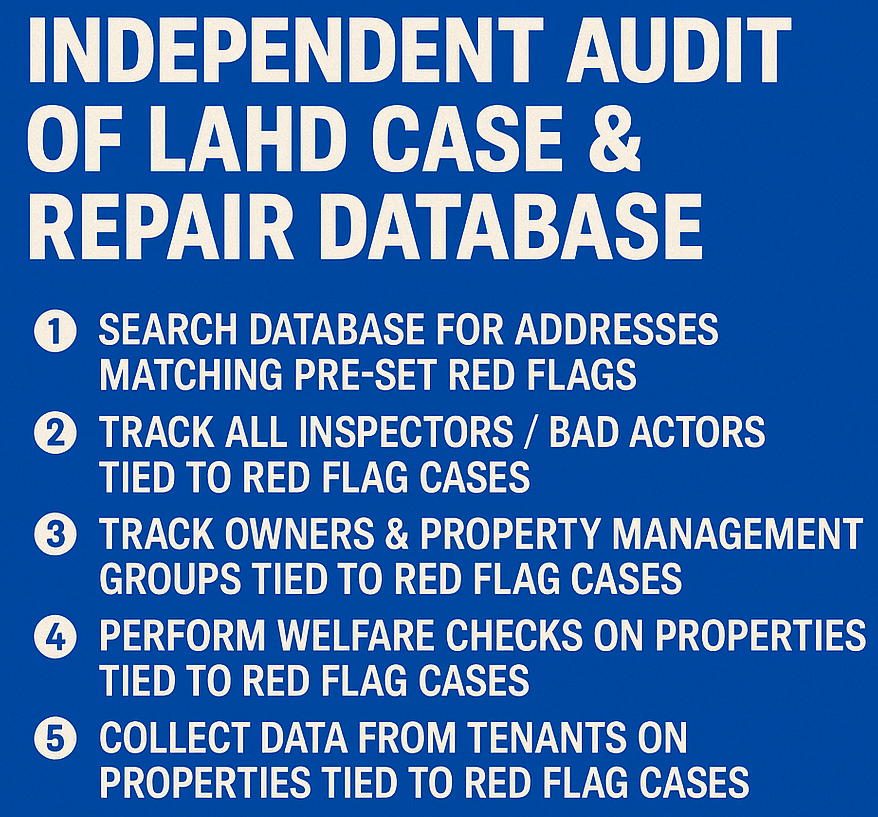 INDEPENDENT AUDIT
OF LAHD CASE &
REPAIR DATABASE
1 SEARCH DATABASE FOR ADDRESSES
MATCHING PRE-SET RED FLAGS
2 TRACK ALL INSPECTORS / BAD ACTORS
TIED TO RED FLAG CASES
3 TRACK OWNERS & PROPERTY MANAGEMENT
GROUPS TIED TO RED FLAG CASES
4 PERFORM WELFARE CHECKS ON PROPERTIES
TIED TO RED FLAG CASES
5 COLLECT DATA FROM TENANTS ON
PROPERTIES TIED TO RED FLAG CASES